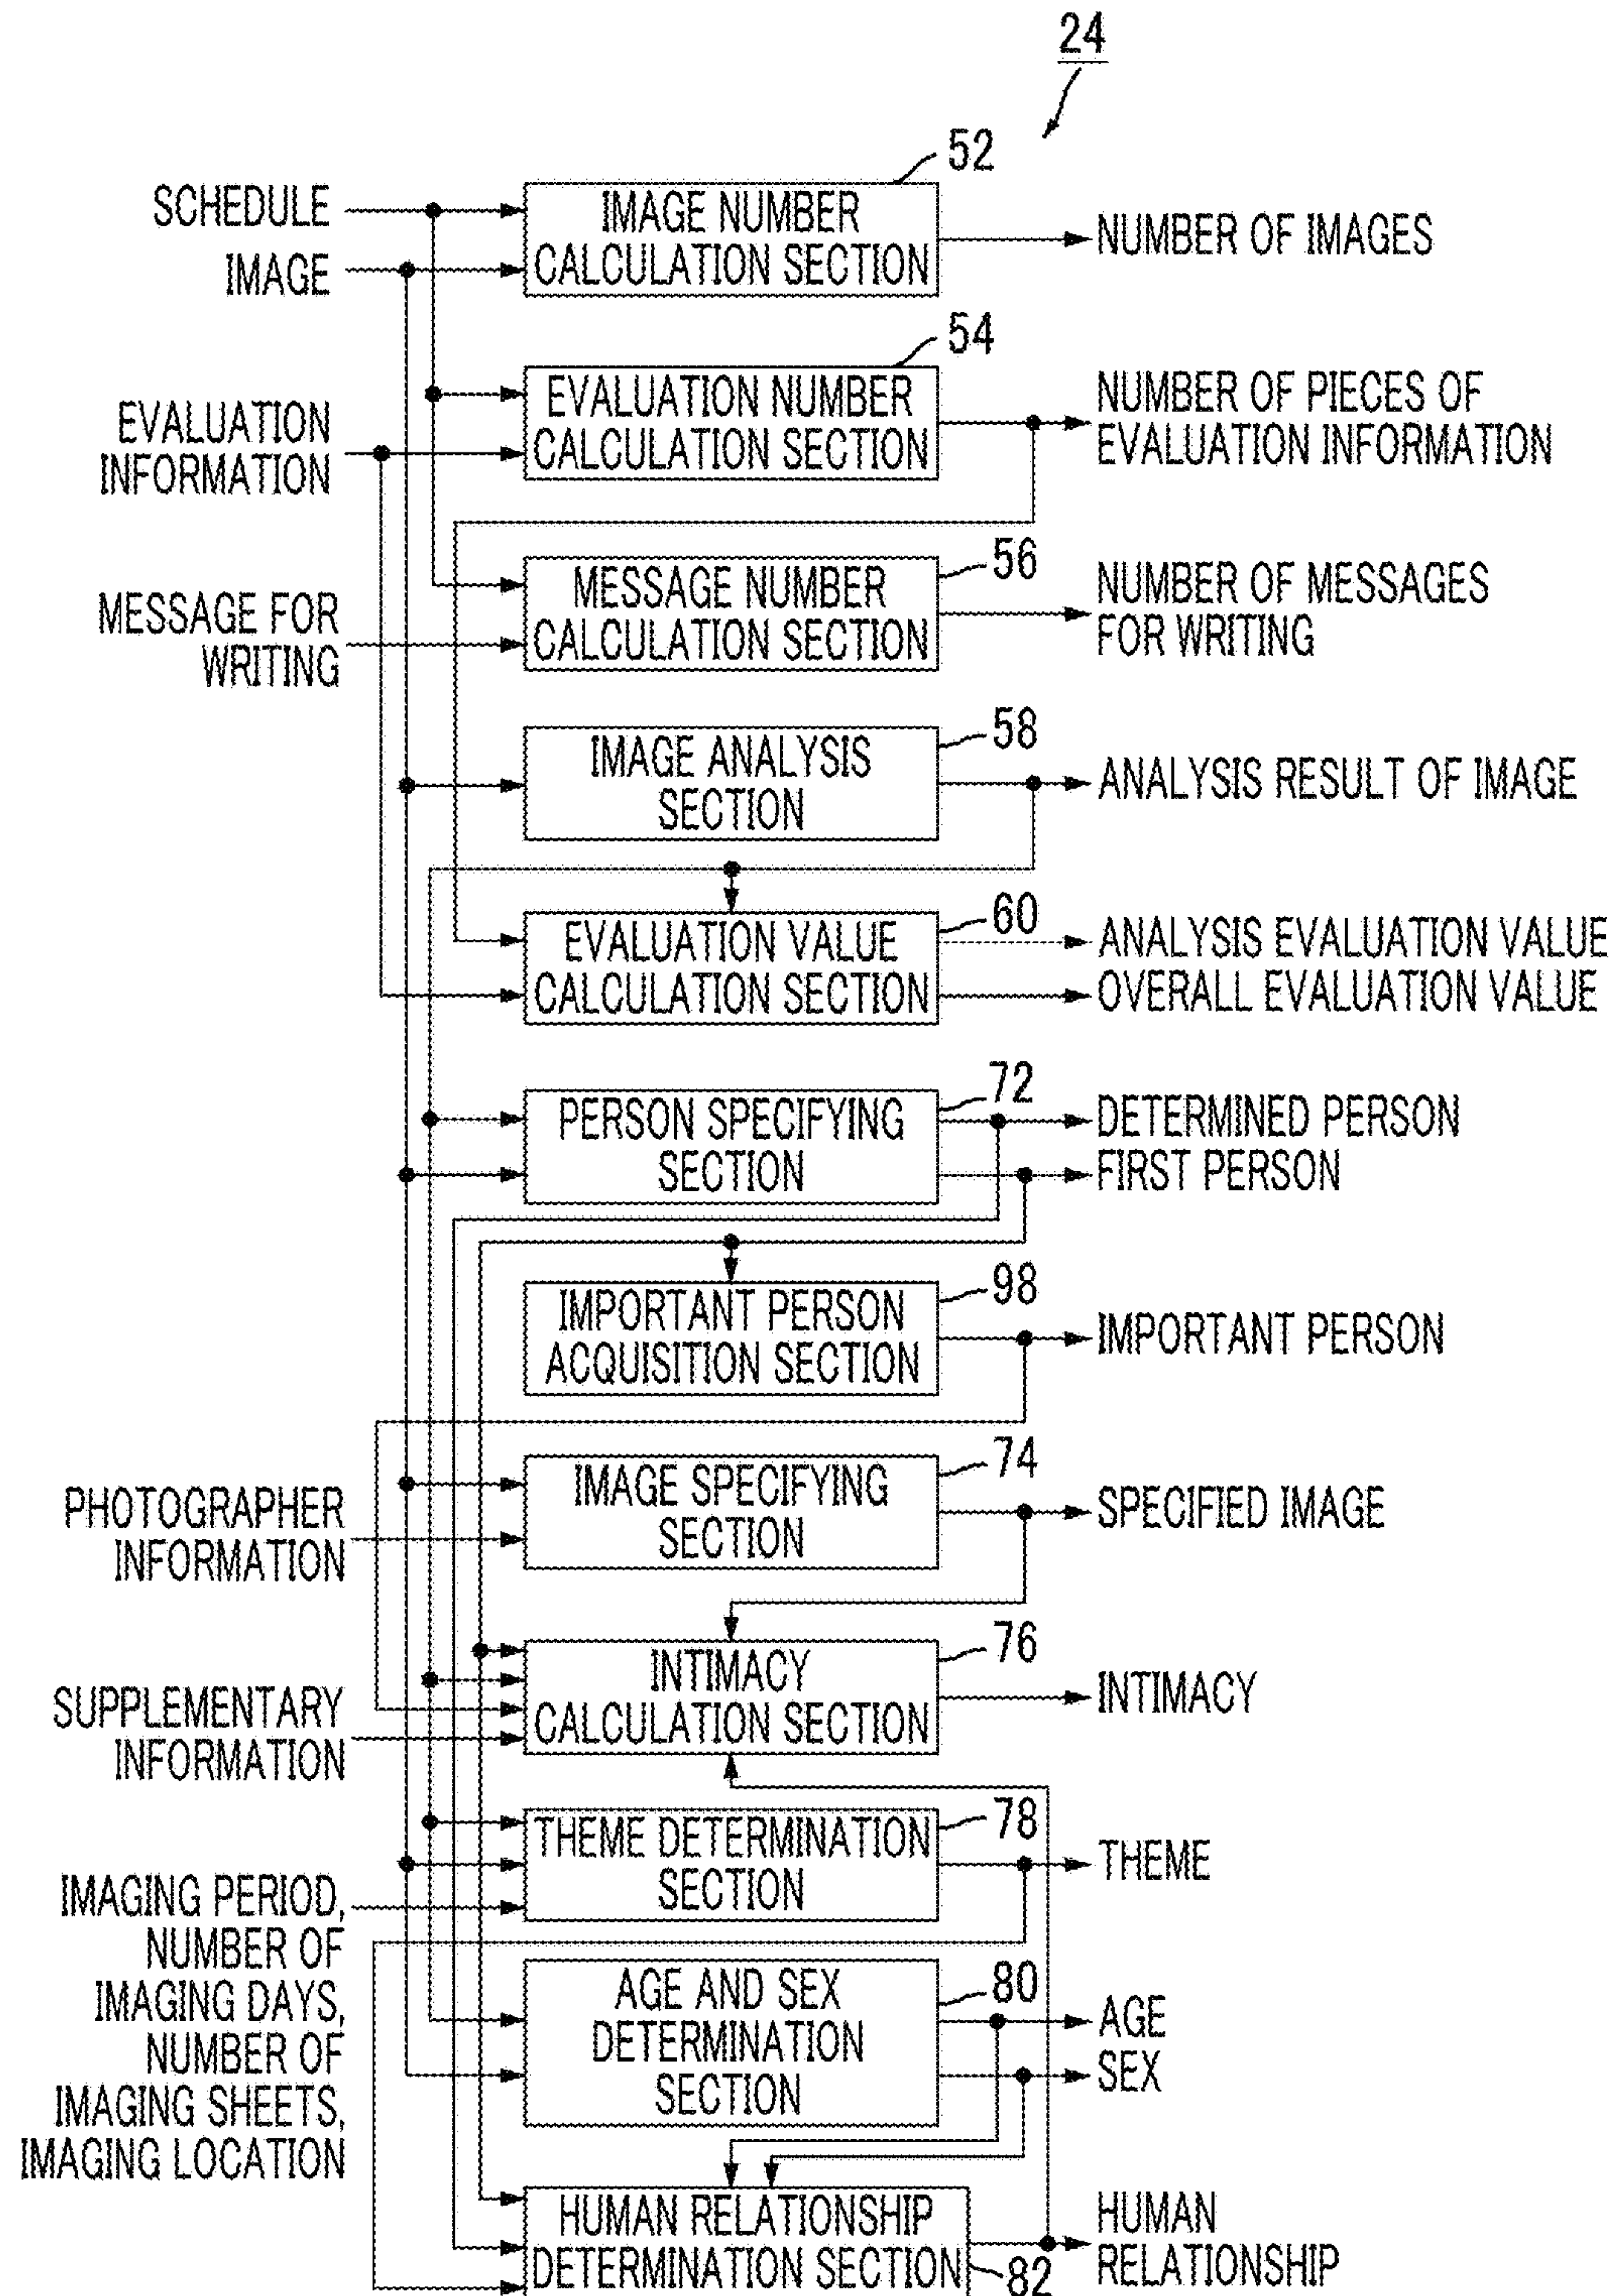 24
52
SCHEDULE
IMAGE
IMAGE NUMBER
CALCULATION SECTION
NUMBER OF IMAGES
54
EVALUATION
INFORMATION
EVALUATION NUMBER
CALCULATION SECTION
NUMBER OF PIECES OF
EVALUATION INFORMATION
56
MESSAGE FOR
WRITING
MESSAGE NUMBER
CALCULATION SECTION
NUMBER OF MESSAGES
FOR WRITING
58
IMAGE ANALYSIS
SECTION
ANALYSIS RESULT OF IMAGE
60
EVALUATION VALUE
CALCULATION SECTION
ANALYSIS EVALUATION VALUE
OVERALL EVALUATION VALUE
72
PERSON SPECIFYING
SECTION
DETERMINED PERSON
FIRST PERSON
98
IMPORTANT PERSON
ACQUISITION SECTION
IMPORTANT PERSON
74
PHOTOGRAPHER
INFORMATION
IMAGE SPECIFYING
SECTION
SPECIFIED IMAGE
76
SUPPLEMENTARY
INFORMATION
INTIMACY
CALCULATION SECTION
INTIMACY
78
IMAGING PERIOD,
NUMBER OF
IMAGING DAYS,
NUMBER OF
IMAGING SHEETS,
IMAGING LOCATION
THEME DETERMINATION
SECTION
THEME
80
AGE AND SEX
DETERMINATION
SECTION
AGE
SEX
HUMAN RELATIONSHIP
DETERMINATION SECTION
82
HUMAN
RELATIONSHIP